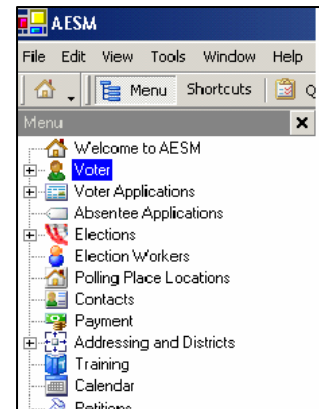 AESM
File Edit View Tools Window Help
Menu Shortcuts Q
Menu
Welcome to AESM
Voter
Voter Applications
Absentee Applications
Elections
Election Workers
Polling Place Locations
Contacts
Payment
Addressing and Districts
Training
Calendar
Petitions